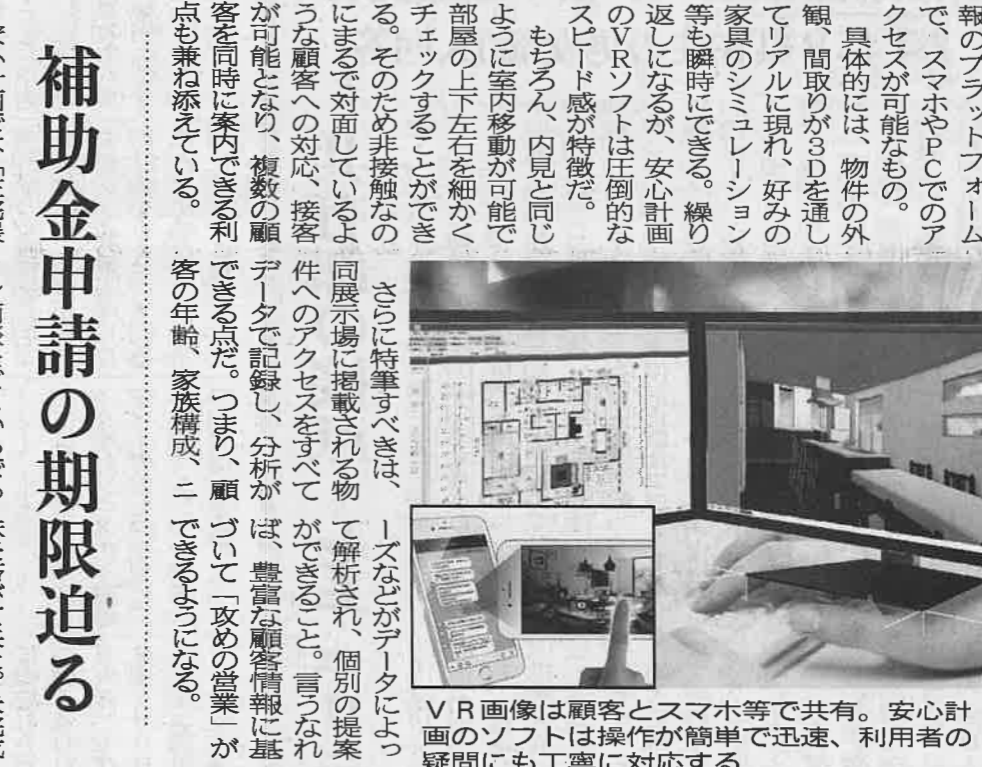 報のプラットフォーム
で、スマホやPCでのア
クセスが可能なもの。
具体的には、物件の外
観、間取りが3Dを通し
てリアルに現れ、好みの
家具のシミュレーション
等も瞬時にできる。繰り
返しになるが、安心計画
のVRソフトは圧倒的な
スピード感が特徴だ。
もちろん、内見と同じ
ように室内移動が可能で
部屋の上下左右を細かく
チェックすることができ
る。そのため非接触なの
にまるで対面しているよ
うな顧客への対応、接客
が可能となり、複数の顧
客を同時に案内できる利
点も兼ね添えている。
さらに特筆すべきは、
同展示場に掲載される物
件へのアクセスをすべて
データで記録し、分析が
できる点だ。つまり、顧
客の年齢、家族構成、ニ
ーズなどがデータによっ
て解析され、個別の提案
ができること。言うなれ
ば、豊富な顧客情報に基
づいて「攻めの営業」が
できるようになる。
VR画像は顧客とスマホ等で共有。安心計
画のソフトは操作が簡単で迅速、利用者の
疑問にも丁寧に対応する
補助金申請の期限迫る